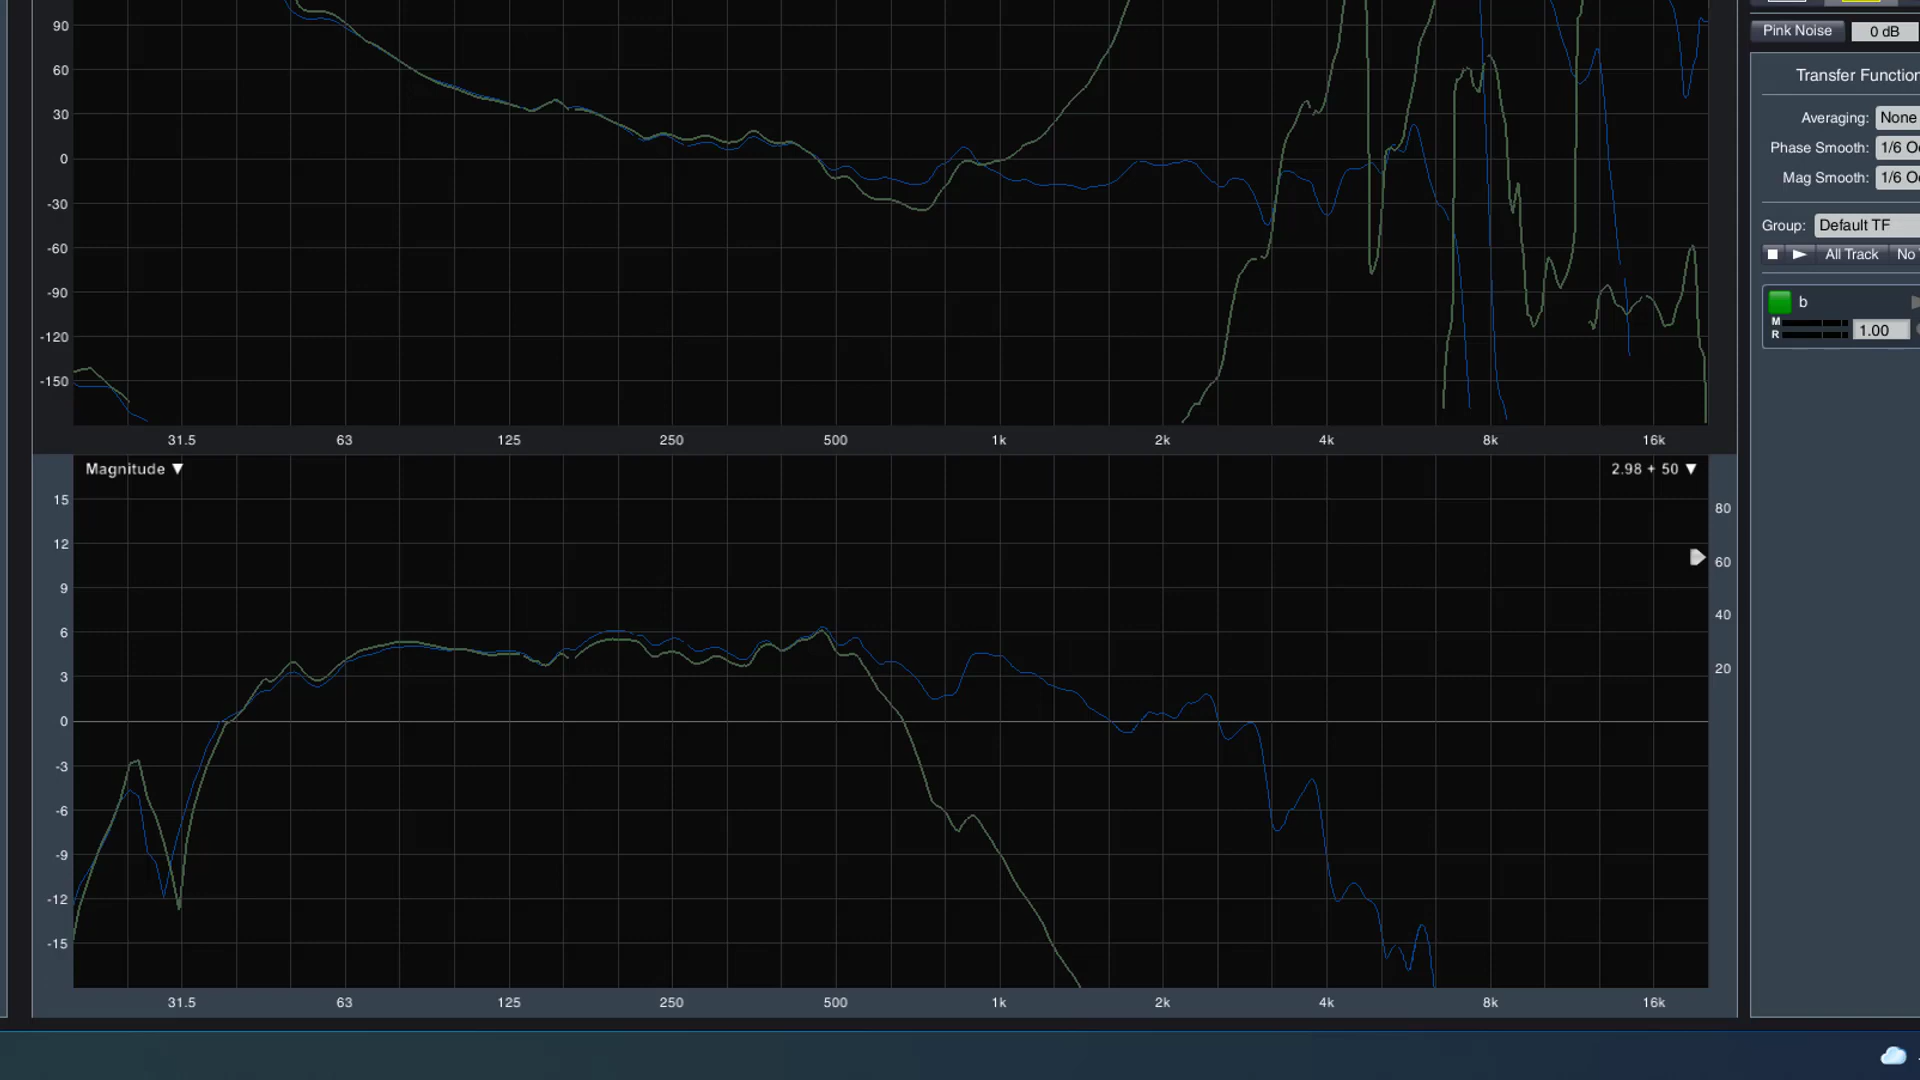 Pink Noise 0 dB
Transfer Function
Averaging: None
Phase Smooth: 1/6 O
Mag Smooth: 1/6 O
Group: Default TF
All Track No
b
M
R
1.00
90
60
30
0
-30
-60
-90
-120
-150
31.5 63 125 250 500 1k 2k 4k 8k 16k
Magnitude ▼ 2.98 + 50 ▼
15
12
9
6
3
0
-3
-6
-9
-12
-15
80
60
40
20
31.5 63 125 250 500 1k 2k 4k 8k 16k